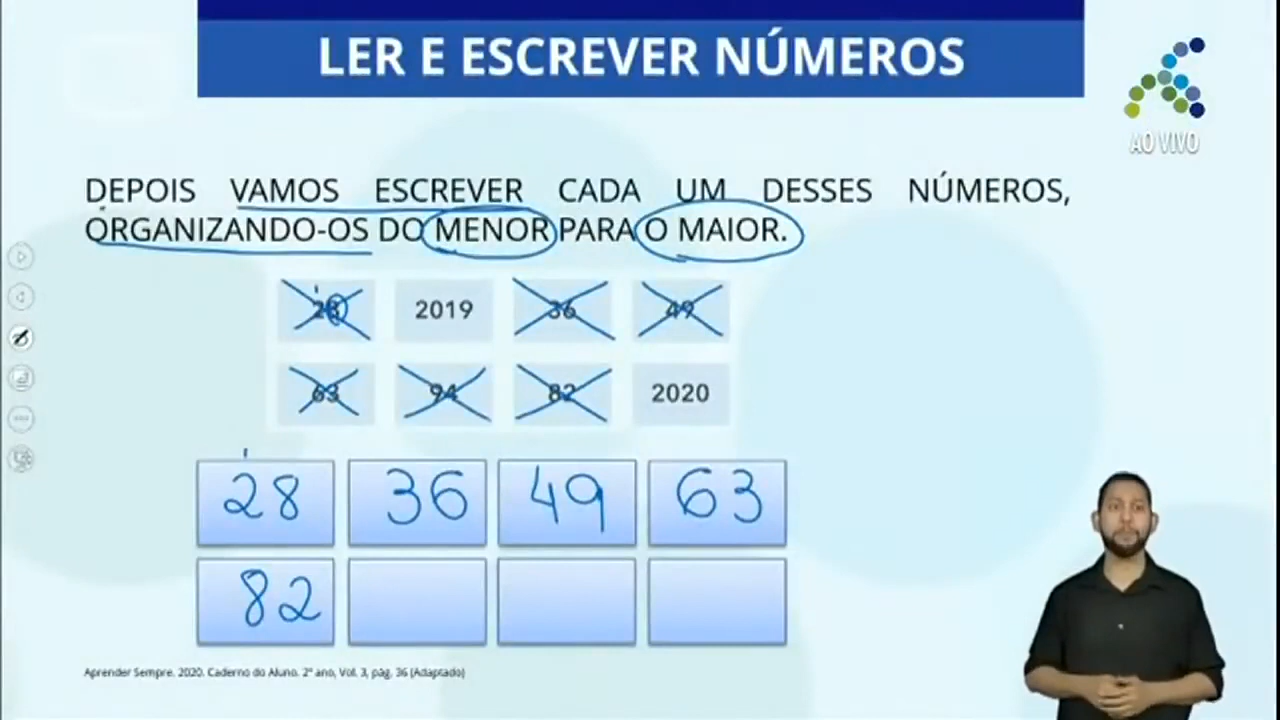 LER E ESCREVER NÚMEROS
AO VIVO
DEPOIS VAMOS ESCREVER CADA UM DESSES NÚMEROS,
ORGANIZANDO-OS DO MENOR PARA O MAIOR.
28 2019 36 49
63 94 82 2020
28 36 49 63
82
Aprender Sempre. 2020. Caderno do Aluno. 2º ano, Vol. 3, pág. 36 (Adaptado)